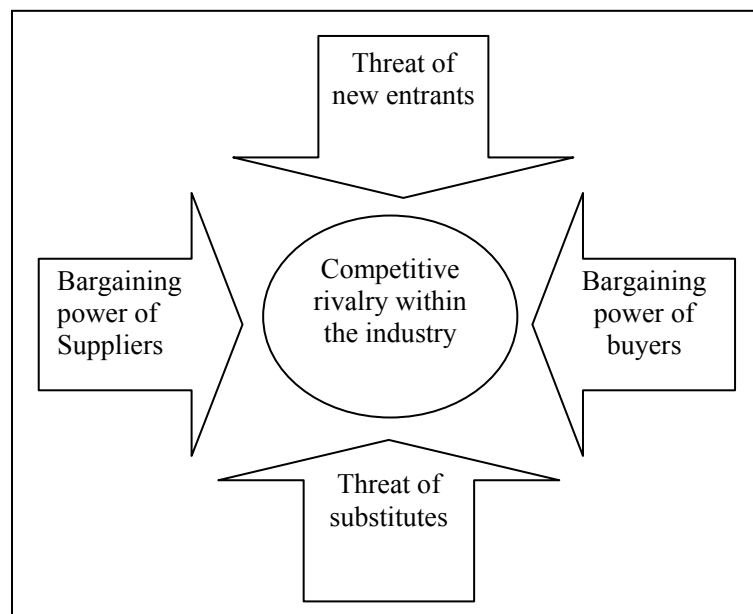 Threat of
new entrants
Bargaining
power of
Suppliers
Competitive
rivalry within
the industry
Bargaining
power of
buyers
Threat of
substitutes